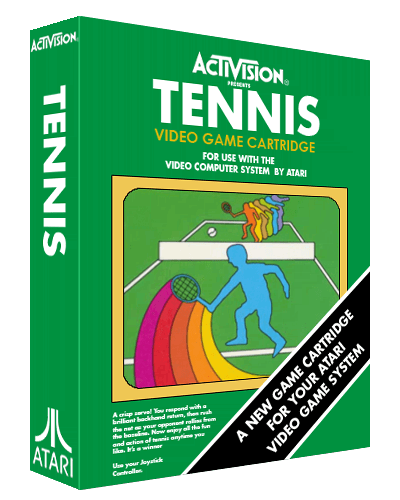 ACTIVISION
TENNIS
ATARI
ACTIVISION®
PRESENTS
TENNIS
VIDEO GAME CARTRIDGE
FOR USE WITH THE
VIDEO COMPUTER SYSTEM BY ATARI
A crisp serve! You respond with a
brilliant backhand return, then rush
the net as your opponent rallies from
the baseline. Now enjoy all the fun
and action of tennis anytime you
like. It's a winner
Use your Joystick
Controller.
A NEW GAME CARTRIDGE
FOR YOUR ATARI
VIDEO GAME SYSTEM